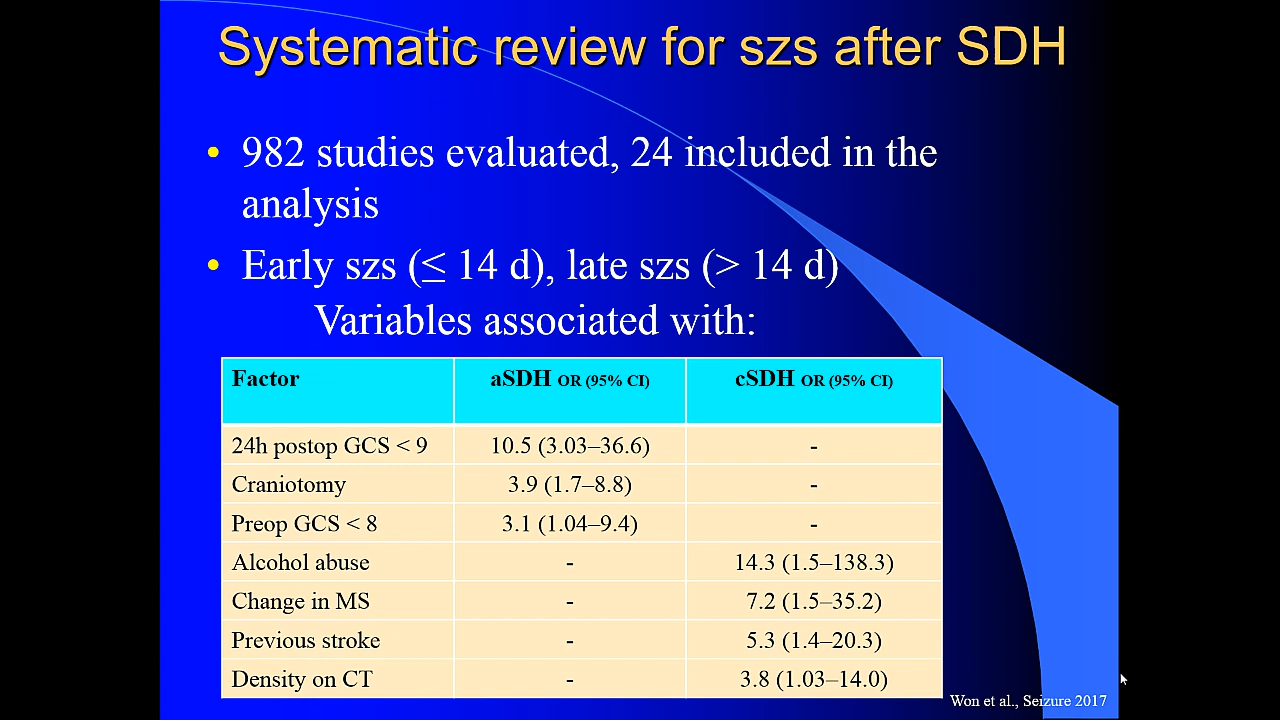 Systematic review for szs after SDH
• 982 studies evaluated, 24 included in the
analysis
• Early szs (≤ 14 d), late szs (> 14 d)
Variables associated with:
Factor aSDH OR (95% CI) cSDH OR (95% CI)
24h postop GCS < 9 10.5 (3.03–36.6) -
Craniotomy 3.9 (1.7–8.8) -
Preop GCS < 8 3.1 (1.04–9.4) -
Alcohol abuse - 14.3 (1.5–138.3)
Change in MS - 7.2 (1.5–35.2)
Previous stroke - 5.3 (1.4–20.3)
Density on CT - 3.8 (1.03–14.0)
Won et al., Seizure 2017